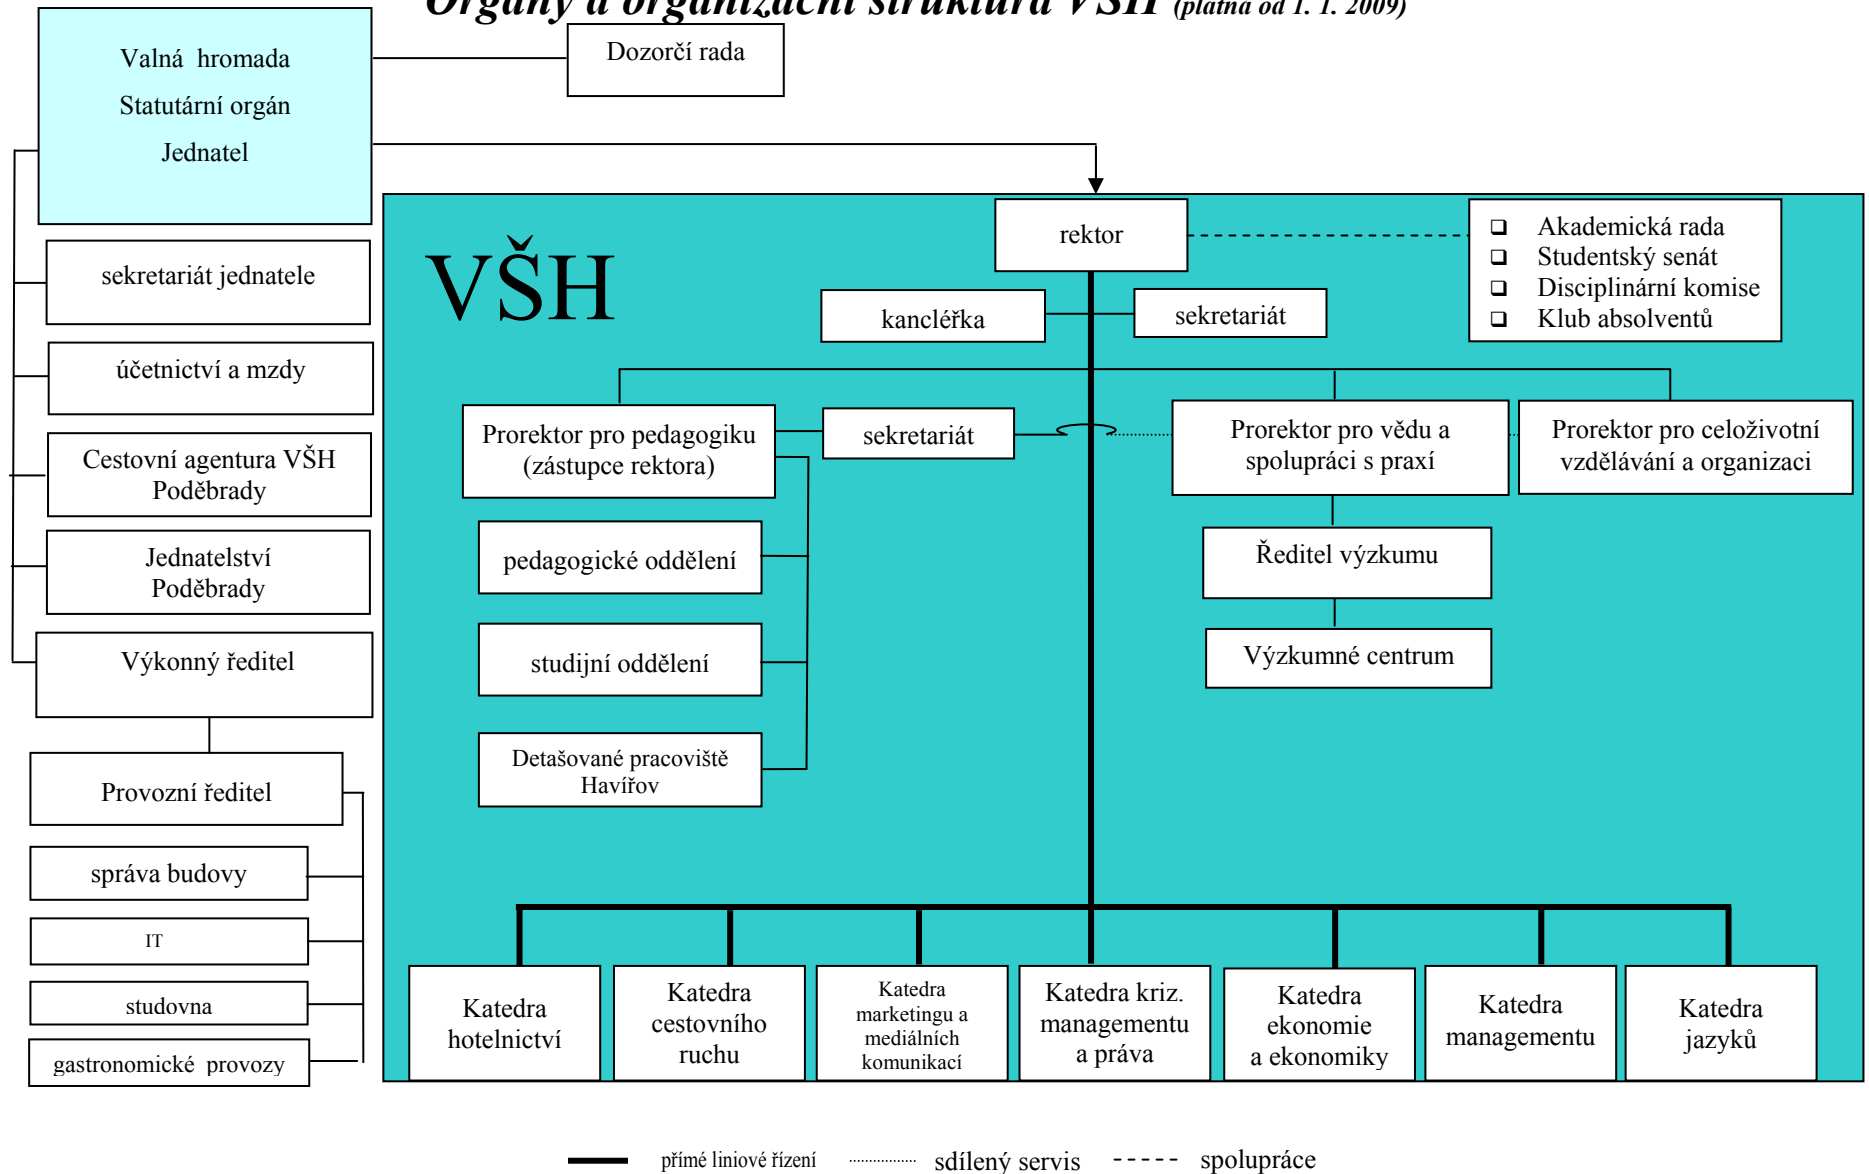 Orgány a organizační struktura VŠH (platná od 1. 1. 2009)
Valná hromada
Statutární orgán
Jednatel
Dozorčí rada
sekretariát jednatele
účetnictví a mzdy
Cestovní agentura VŠH
Poděbrady
Jednatelství
Poděbrady
Výkonný ředitel
Provozní ředitel
správa budovy
IT
studovna
gastronomické provozy
VŠH
rektor
Akademická rada
Studentský senát
Disciplinární komise
Klub absolventů
kancléřka
sekretariát
Prorektor pro pedagogiku
(zástupce rektora)
sekretariát
Prorektor pro vědu a
spolupráci s praxí
Prorektor pro celoživotní
vzdělávání a organizaci
pedagogické oddělení
studijní oddělení
Detašované pracoviště
Havířov
Ředitel výzkumu
Výzkumné centrum
Katedra
hotelnictví
Katedra
cestovního
ruchu
Katedra
marketingu a
mediálních
komunikací
Katedra kriz.
managementu
a práva
Katedra
ekonomie
a ekonomiky
Katedra
managementu
Katedra
jazyků
přímé liniové řízení
sdílený servis
spolupráce